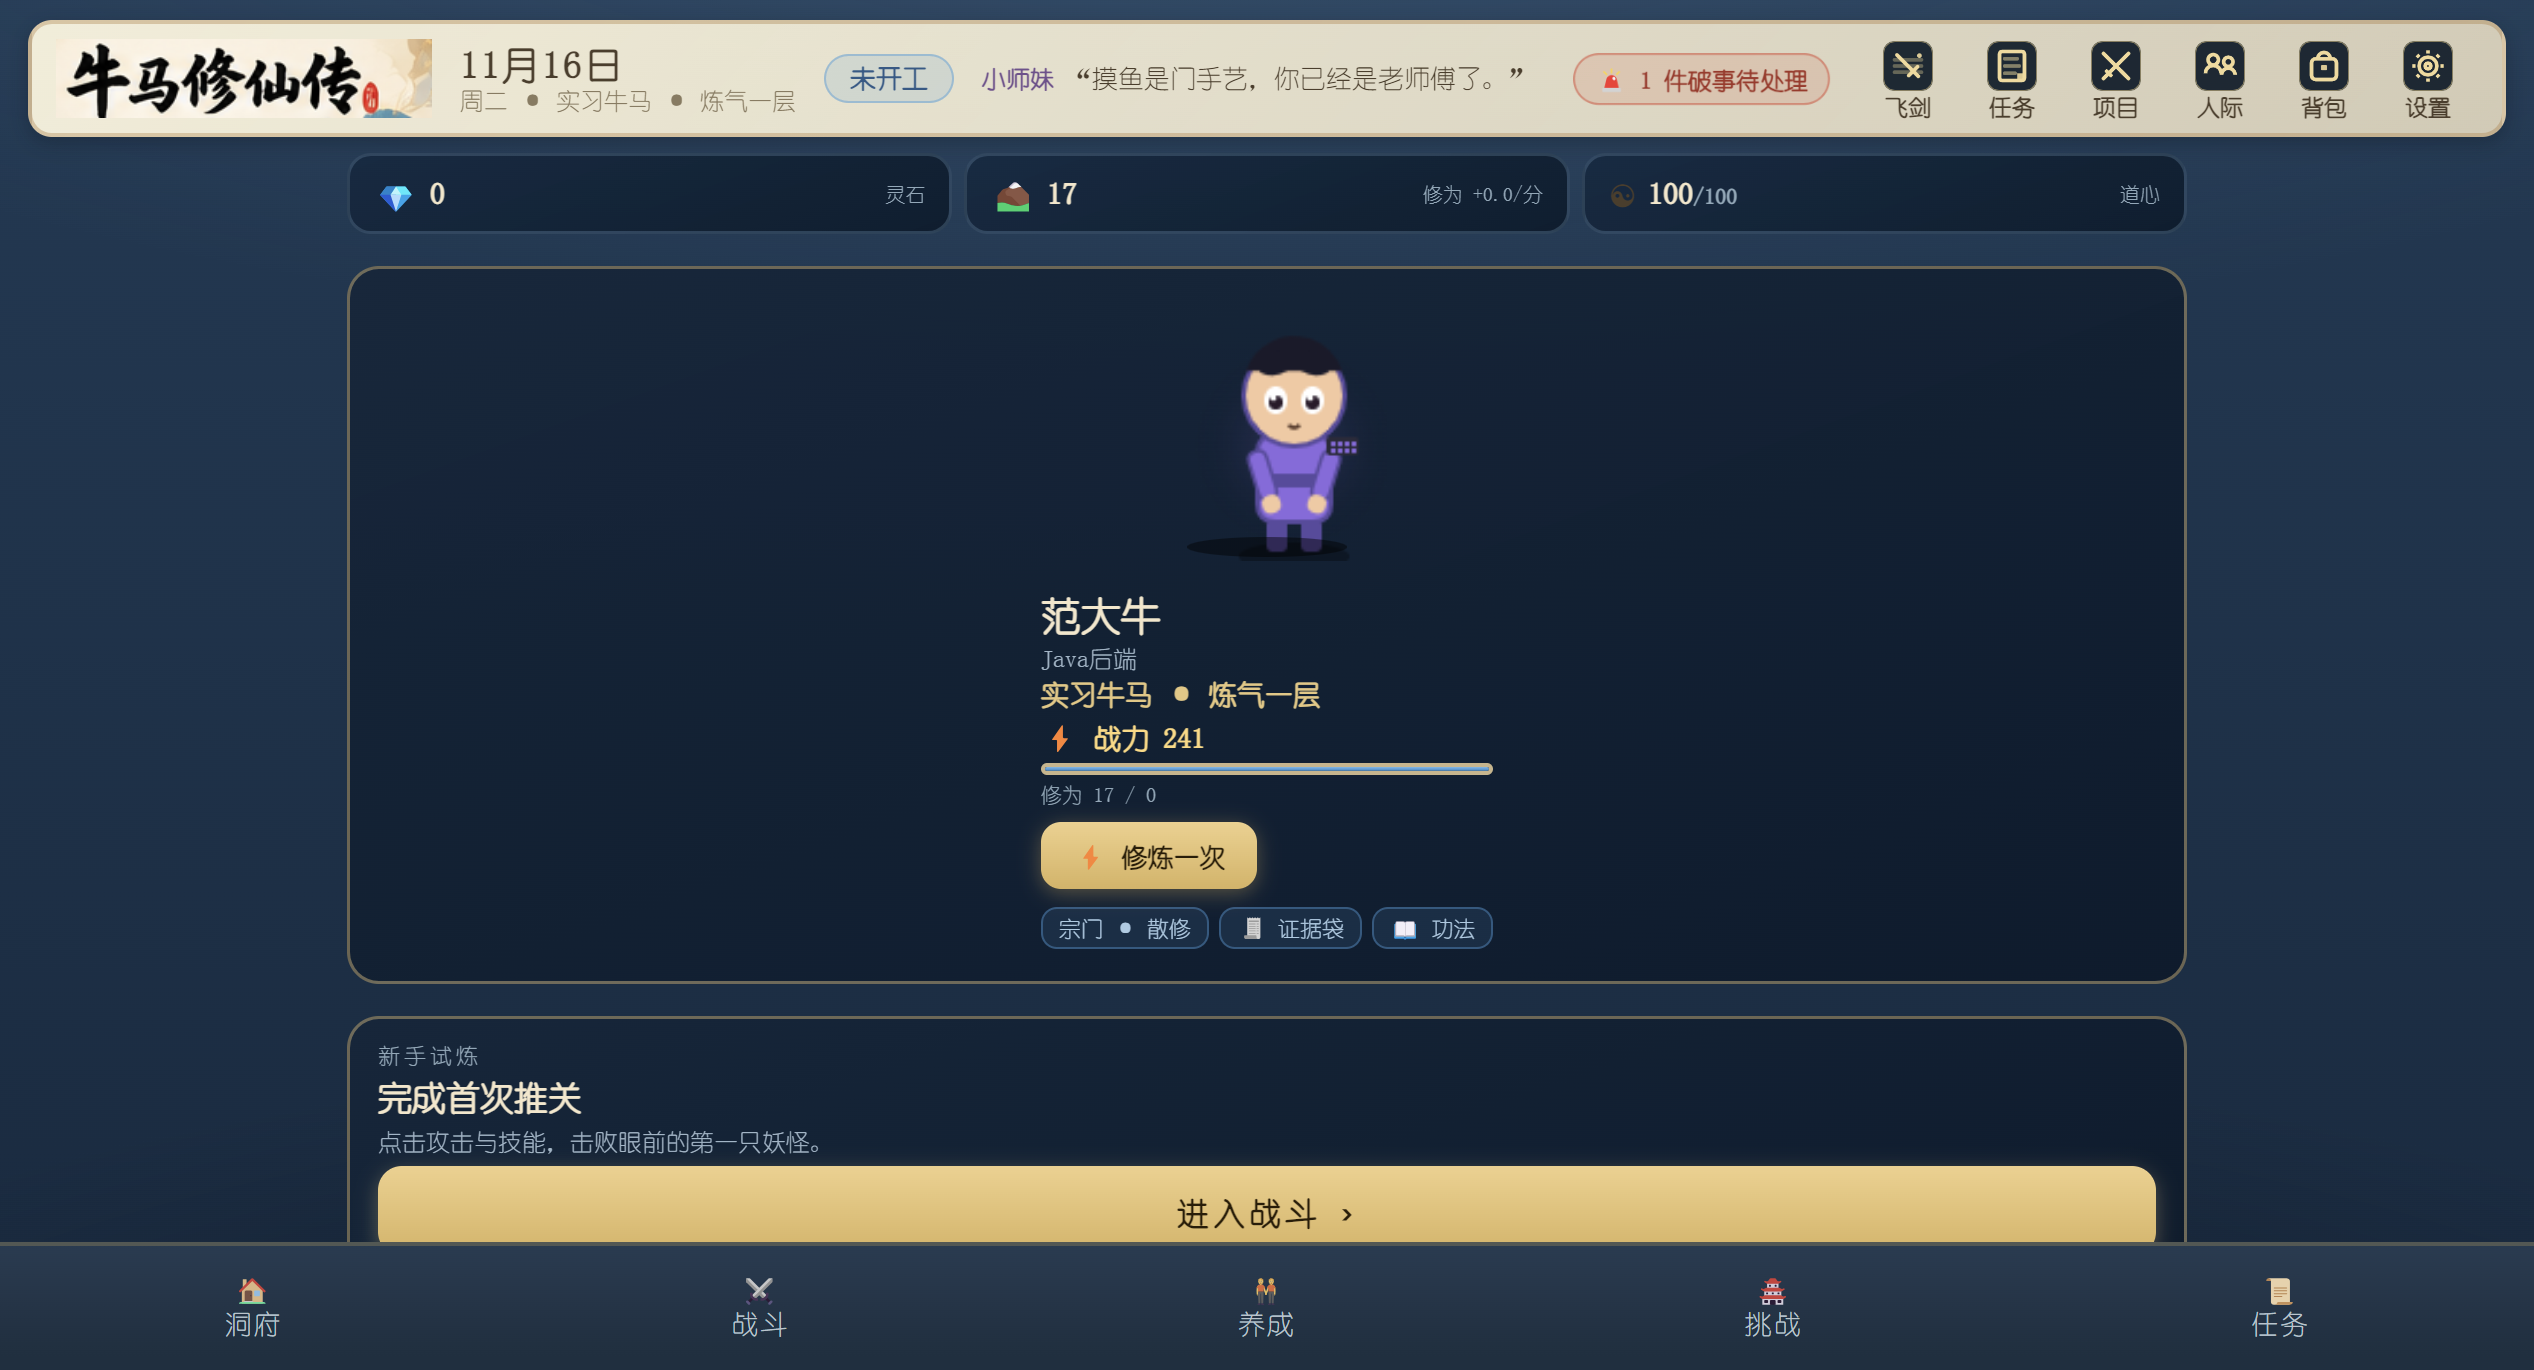 牛马修仙传
11月16日
周二 • 实习牛马 • 炼气一层
未开工
小师妹 “摸鱼是门手艺，你已经是老师傅了。”
1 件破事待处理
飞剑
任务
项目
人际
背包
设置
0 灵石
17 修为 +0.0/分
100/100 道心
范大牛
Java后端
实习牛马 • 炼气一层
战力 241
修为 17 / 0
修炼一次
宗门 • 散修
证据袋
功法
新手试炼
完成首次推关
点击攻击与技能，击败眼前的第一只妖怪。
进入战斗 ›
洞府
战斗
养成
挑战
任务